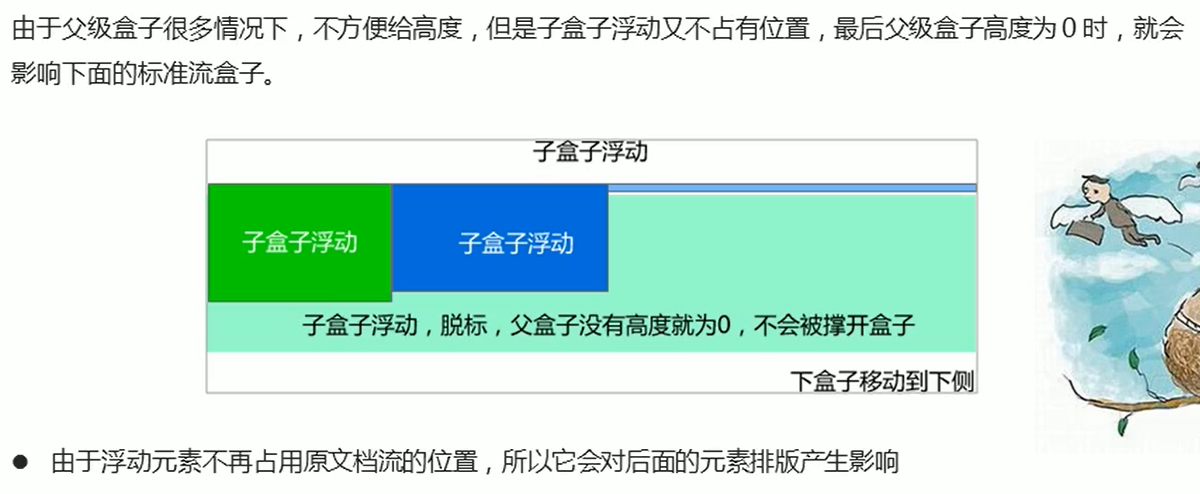 由于父级盒子很多情况下，不方便给高度，但是子盒子浮动又不占有位置，最后父级盒子高度为 0 时，就会
影响下面的标准流盒子。
子盒子浮动
子盒子浮动
子盒子浮动
子盒子浮动，脱标，父盒子没有高度就为0，不会被撑开盒子
下盒子移动到下侧
● 由于浮动元素不再占用原文档流的位置，所以它会对后面的元素排版产生影响